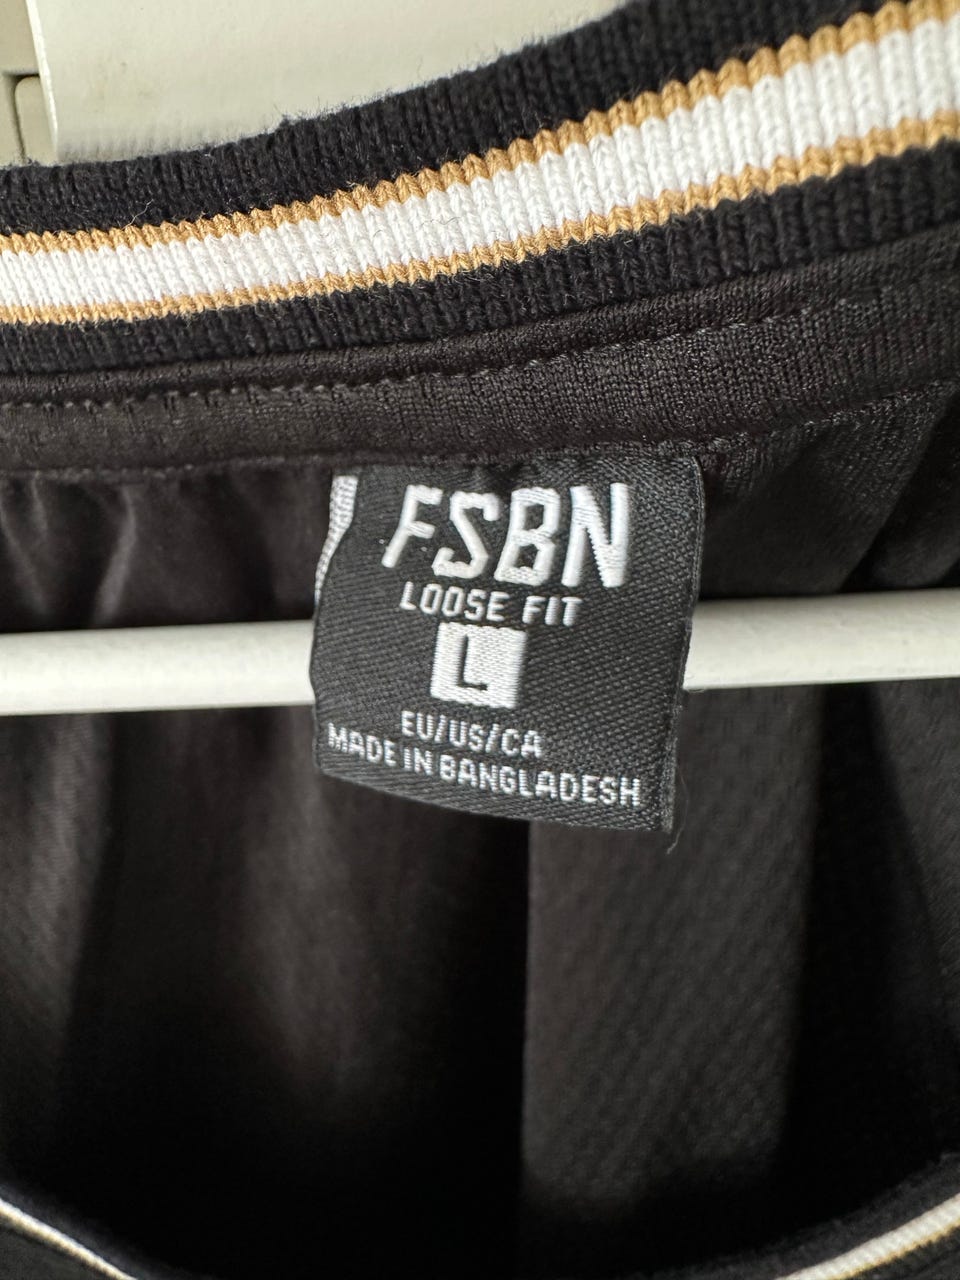 FSBN
LOOSE FIT
L
EU/US/CA
MADE IN BANGLADESH